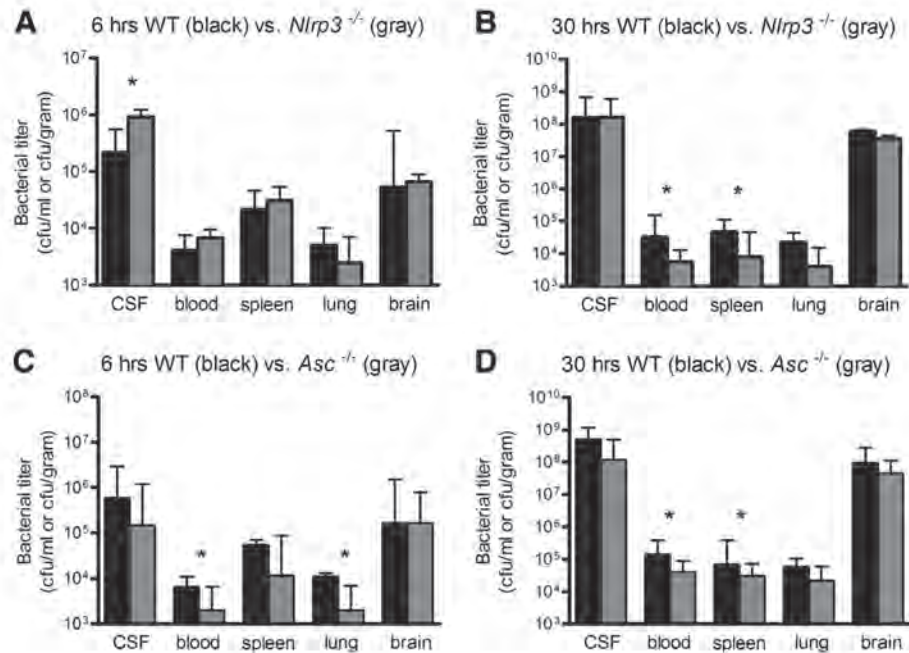 A 6 hrs WT (black) vs. Nlrp3 -/- (gray)
Bacterial titer
(cfu/ml or cfu/gram)
10^7
10^6
10^5
10^4
10^3
*
CSF blood spleen lung brain
B 30 hrs WT (black) vs. Nlrp3 -/- (gray)
Bacterial titer
(cfu/ml or cfu/gram)
10^10
10^9
10^8
10^7
10^6
10^5
10^4
10^3
* *
CSF blood spleen lung brain
C 6 hrs WT (black) vs. Asc -/- (gray)
Bacterial titer
(cfu/ml or cfu/gram)
10^8
10^7
10^6
10^5
10^4
10^3
* *
CSF blood spleen lung brain
D 30 hrs WT (black) vs. Asc -/- (gray)
Bacterial titer
(cfu/ml or cfu/gram)
10^10
10^9
10^8
10^7
10^6
10^5
10^4
10^3
* *
CSF blood spleen lung brain